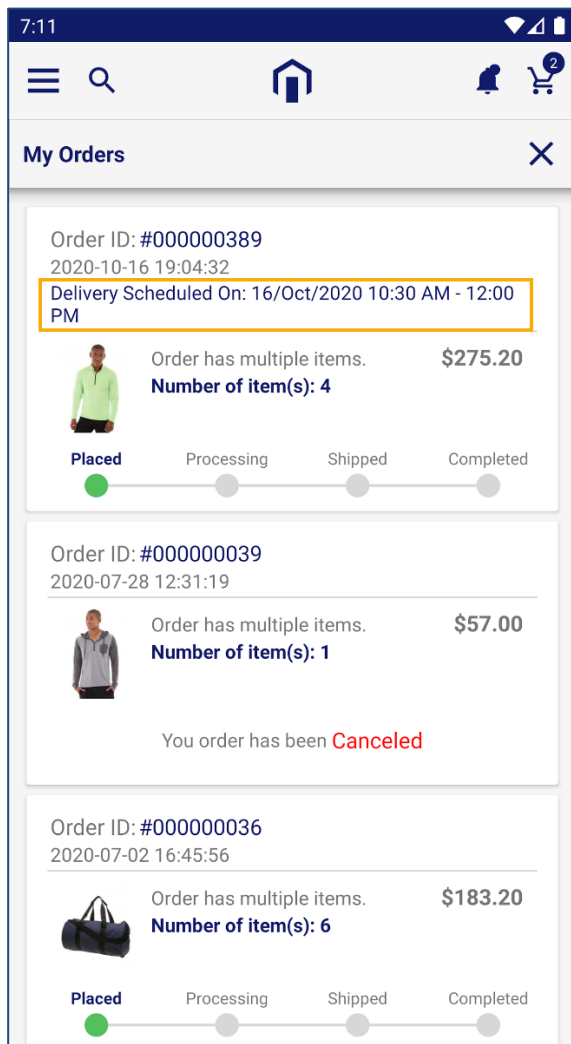 7:11
2
My Orders
Order ID: #000000389
2020-10-16 19:04:32
Delivery Scheduled On: 16/Oct/2020 10:30 AM - 12:00
PM
Order has multiple items. $275.20
Number of item(s): 4
Placed Processing Shipped Completed
Order ID: #000000039
2020-07-28 12:31:19
Order has multiple items. $57.00
Number of item(s): 1
You order has been Canceled
Order ID: #000000036
2020-07-02 16:45:56
Order has multiple items. $183.20
Number of item(s): 6
Placed Processing Shipped Completed